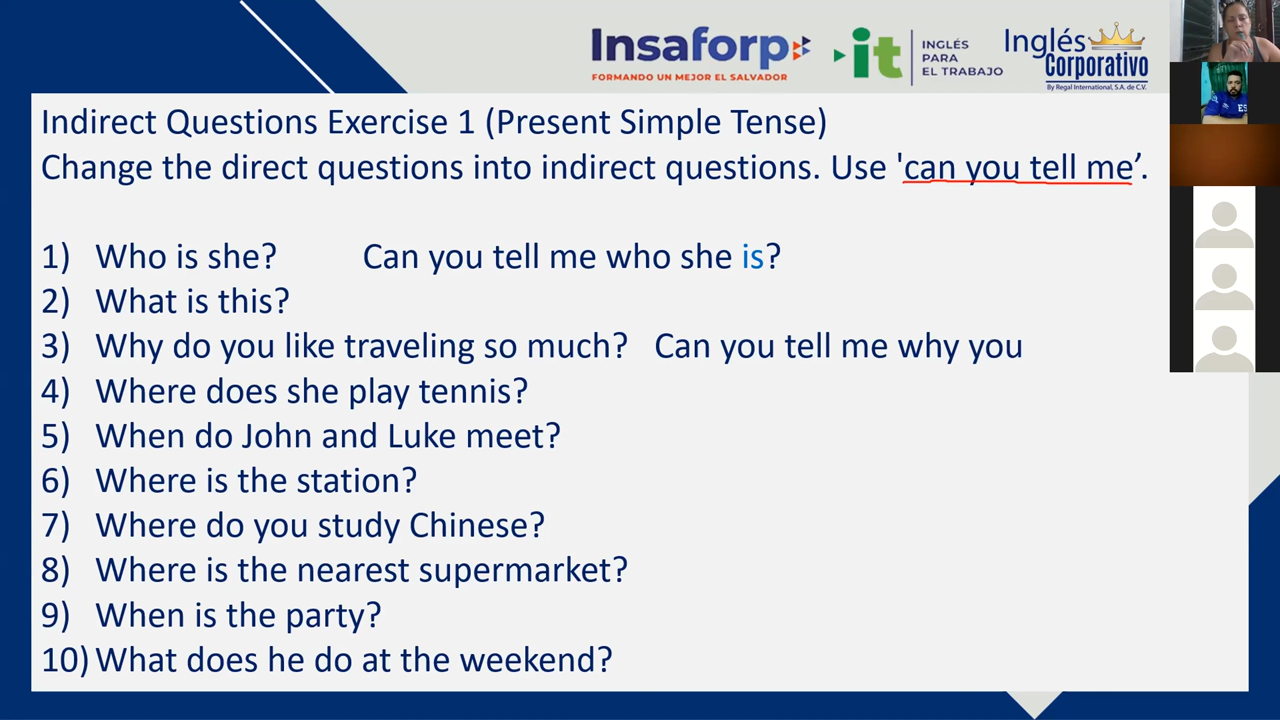 Insaforp
FORMANDO UN MEJOR EL SALVADOR
it
INGLÉS
PARA
EL TRABAJO
Inglés
Corporativo
By Regal International, S.A. de C.V.
Indirect Questions Exercise 1 (Present Simple Tense)
Change the direct questions into indirect questions. Use 'can you tell me’.
1) Who is she? Can you tell me who she is?
2) What is this?
3) Why do you like traveling so much? Can you tell me why you
4) Where does she play tennis?
5) When do John and Luke meet?
6) Where is the station?
7) Where do you study Chinese?
8) Where is the nearest supermarket?
9) When is the party?
10) What does he do at the weekend?
ES